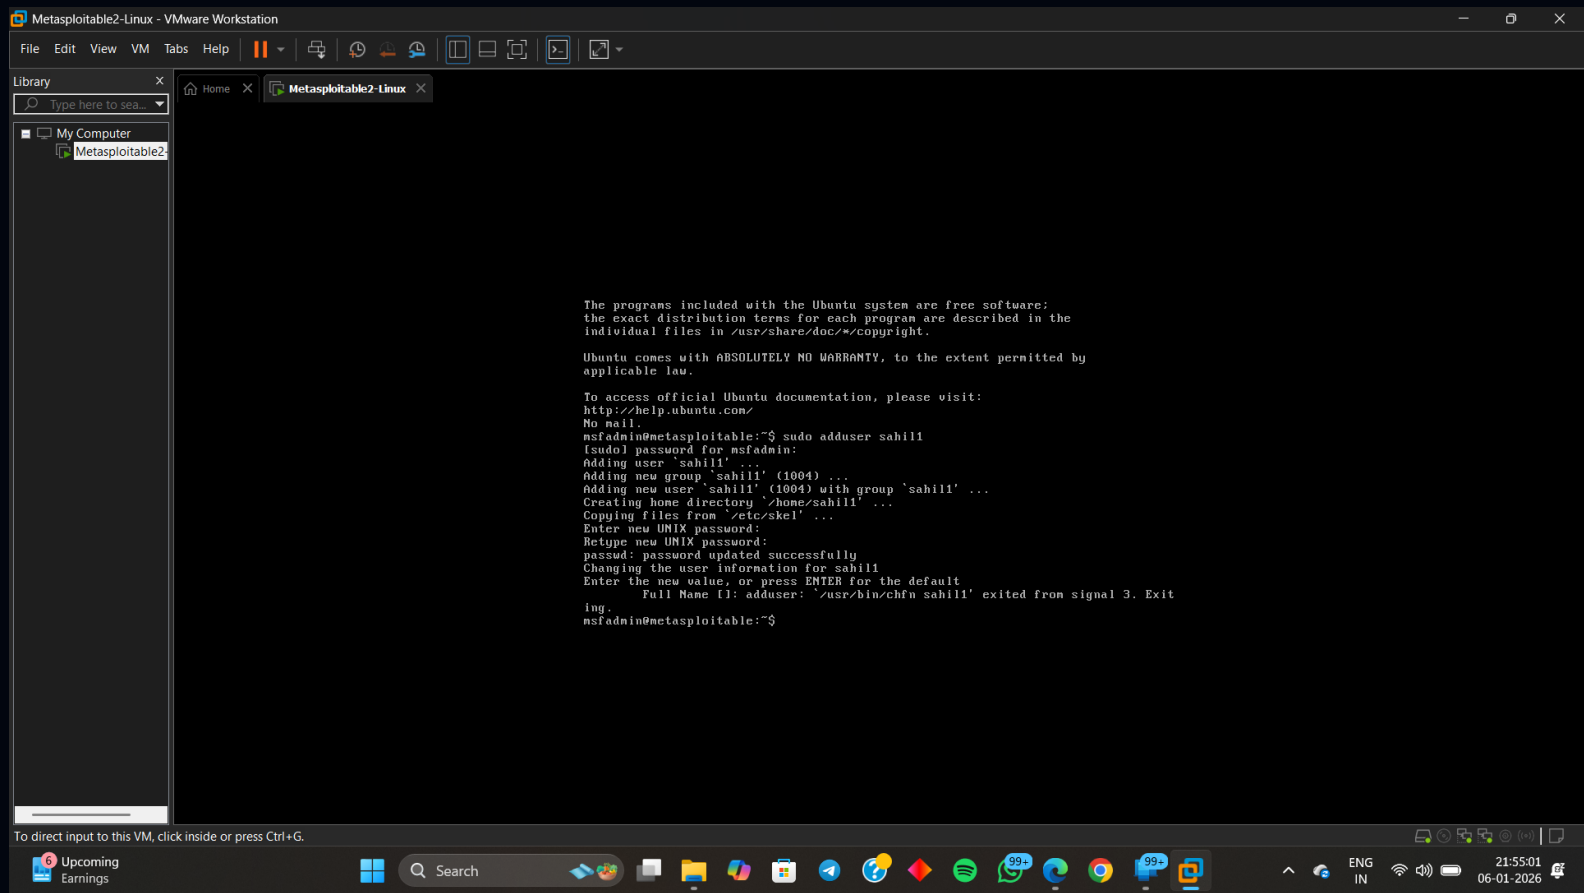 Metasploitable2-Linux - VMware Workstation
File Edit View VM Tabs Help
Library
Type here to sea...
My Computer
Metasploitable2-
Home
Metasploitable2-Linux
The programs included with the Ubuntu system are free software;
the exact distribution terms for each program are described in the
individual files in /usr/share/doc/*/copyright.
Ubuntu comes with ABSOLUTELY NO WARRANTY, to the extent permitted by
applicable law.
To access official Ubuntu documentation, please visit:
http://help.ubuntu.com/
No mail.
msfadmin@metasploitable:~$ sudo adduser sahil1
[sudo] password for msfadmin:
Adding user `sahil1' ...
Adding new group `sahil1' (1004) ...
Adding new user `sahil1' (1004) with group `sahil1' ...
Creating home directory `/home/sahil1' ...
Copying files from `/etc/skel' ...
Enter new UNIX password:
Retype new UNIX password:
passwd: password updated successfully
Changing the user information for sahil1
Enter the new value, or press ENTER for the default
Full Name []: adduser: `/usr/bin/chfn sahil1' exited from signal 3. Exit
ing.
msfadmin@metasploitable:~$
To direct input to this VM, click inside or press Ctrl+G.
6
Upcoming
Earnings
Search
99+
99+
ENG
IN
21:55:01
06-01-2026